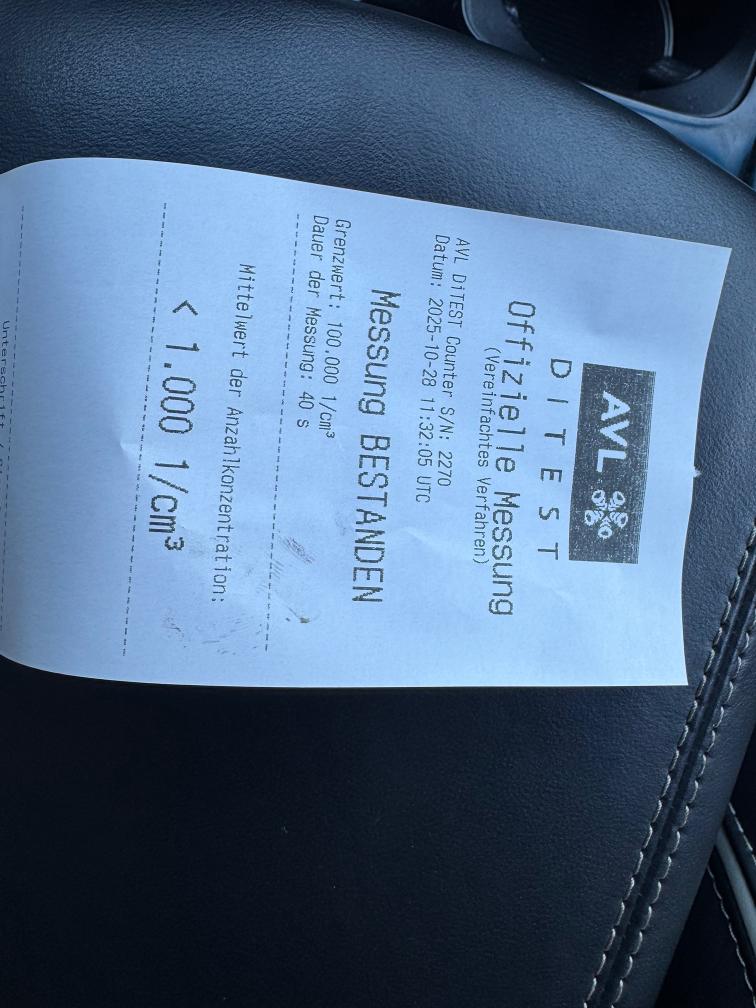 AVL
DITEST
Offizielle Messung
(Vereinfachtes Verfahren)
AVL DiTEST Counter S/N: 2270
Datum: 2025-10-28 11:32:05 UTC
Messung BESTANDEN
Grenzwert: 100.000 1/cm³
Dauer der Messung: 40 s
Mittelwert der Anzahlkonzentration:
< 1.000 1/cm³
Unterschrift /